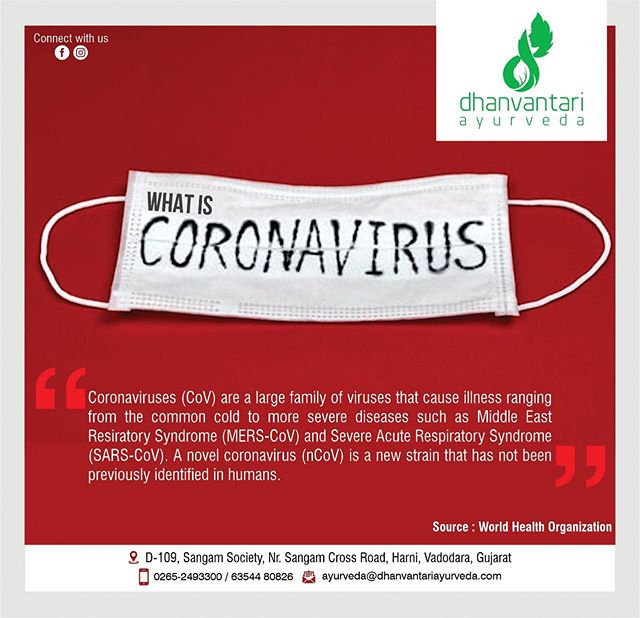 Connect with us
dhanvantari
ayurveda
WHAT IS
CORONAVIRUS
Coronaviruses (CoV) are a large family of viruses that cause illness ranging
from the common cold to more severe diseases such as Middle East
Resiratory Syndrome (MERS-CoV) and Severe Acute Respiratory Syndrome
(SARS-CoV). A novel coronavirus (nCoV) is a new strain that has not been
previously identified in humans.
Source : World Health Organization
D-109, Sangam Society, Nr. Sangam Cross Road, Harni, Vadodara, Gujarat
0265-2493300 / 63544 80826 ayurveda@dhanvantariayurveda.com